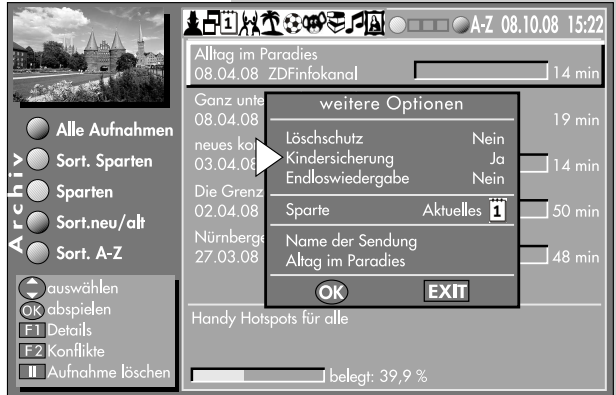 1 A-Z 08.10.08 15:22
Alltag im Paradies
08.04.08 ZDFinfokanal 14 min
Ganz unte
08.04.08 19 min
neues ko
03.04.08 14 min
Die Grenz
02.04.08 50 min
Nürnberge
27.03.08 48 min
weitere Optionen
Löschschutz Nein
Kindersicherung Ja
Endloswiedergabe Nein
Sparte Aktuelles 1
Name der Sendung
Altag im Paradies
OK EXIT
Handy Hotspots für alle
belegt: 39,9 %
Archiv
Alle Aufnahmen
Sort. Sparten
Sparten
Sort.neu/alt
Sort. A-Z
auswählen
OK abspielen
F1 Details
F2 Konflikte
Aufnahme löschen